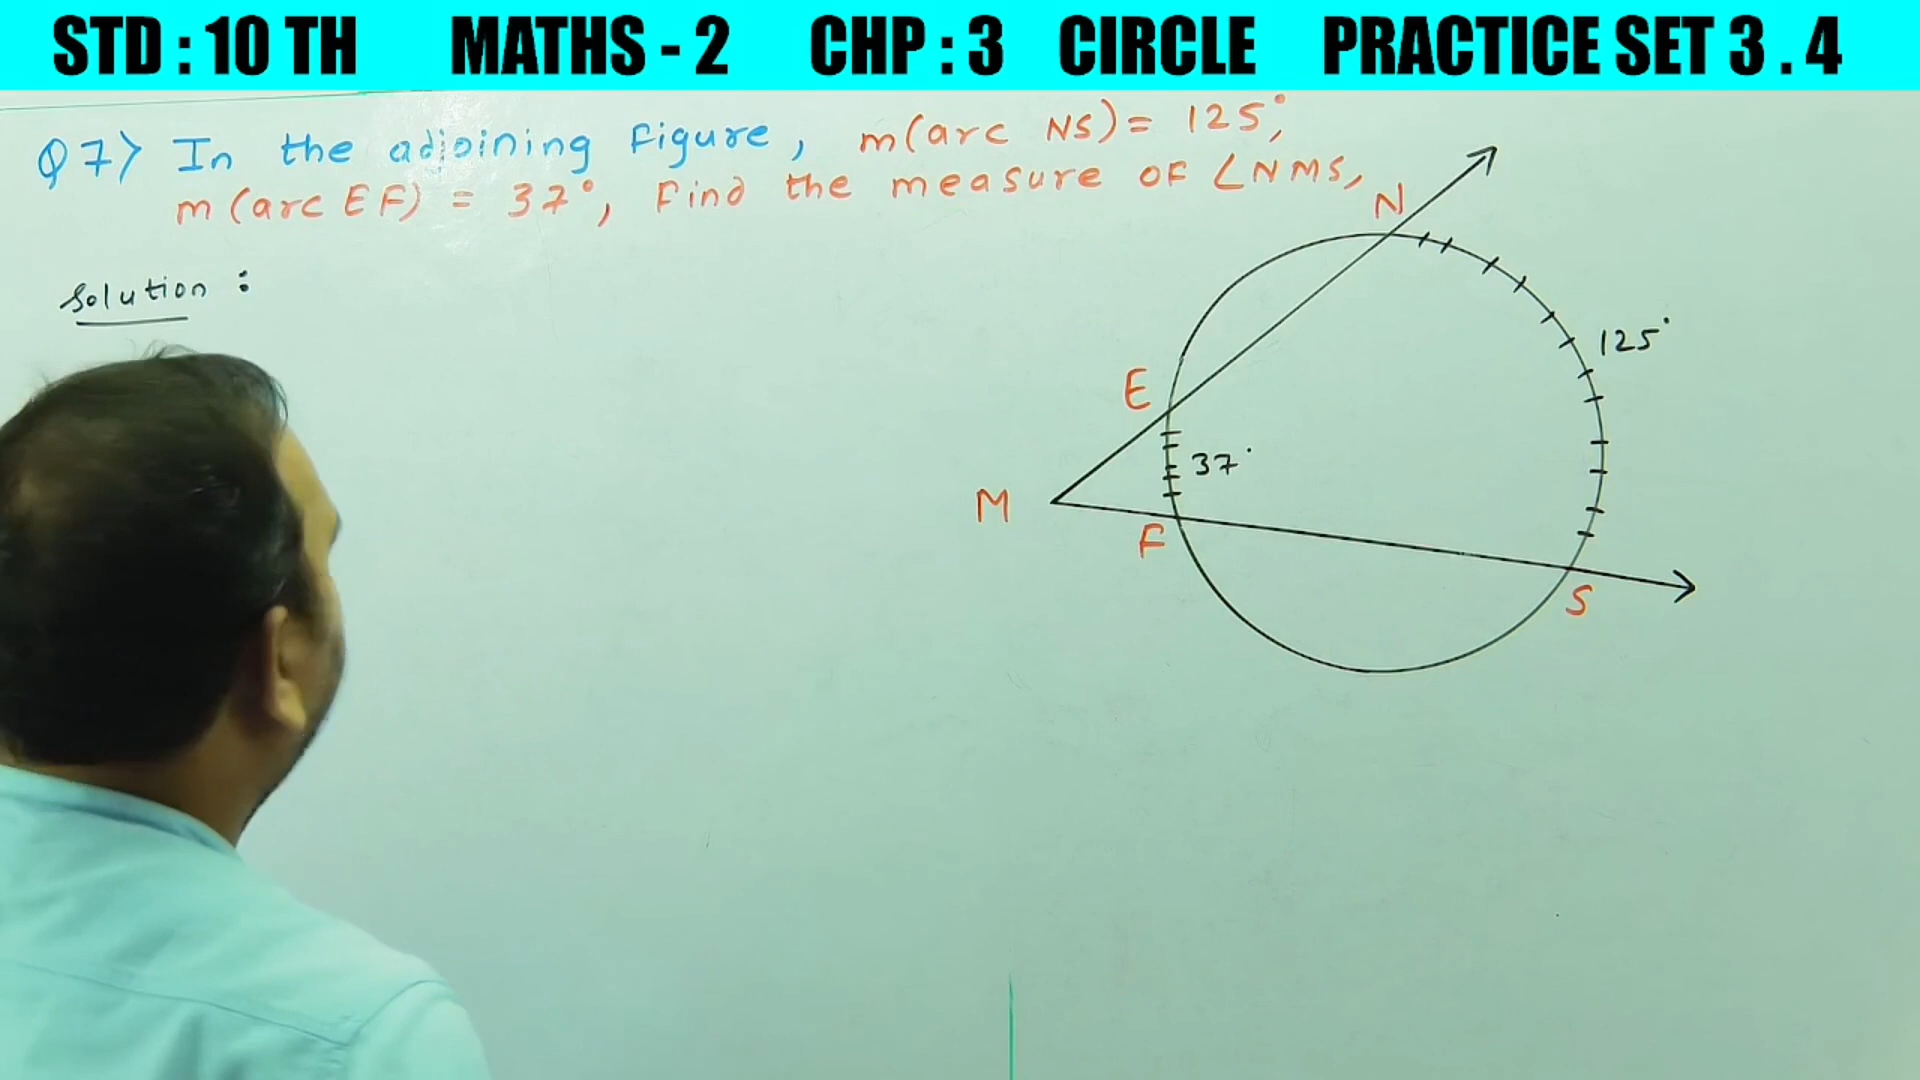 STD : 10 TH MATHS - 2 CHP : 3 CIRCLE PRACTICE SET 3 . 4
Q7> In the adjoining figure, m(arc NS) = 125°,
m(arc EF) = 37°, Find the measure of ∠NMS,
Solution :
N
125°
E
37°
M
F
S